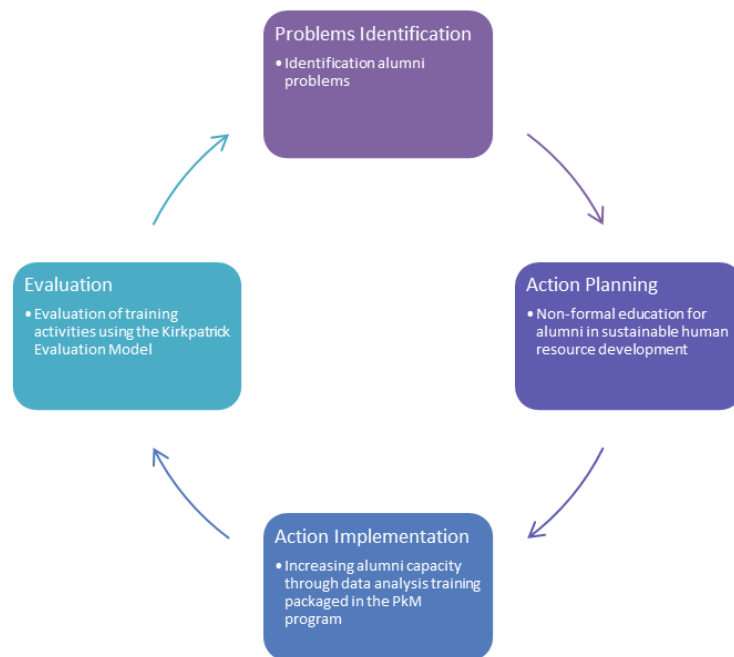 Problems Identification
• Identification alumni
problems
Action Planning
• Non-formal education for
alumni in sustainable human
resource development
Action Implementation
• Increasing alumni capacity
through data analysis training
packaged in the PkM
program
Evaluation
• Evaluation of training
activities using the Kirkpatrick
Evaluation Model